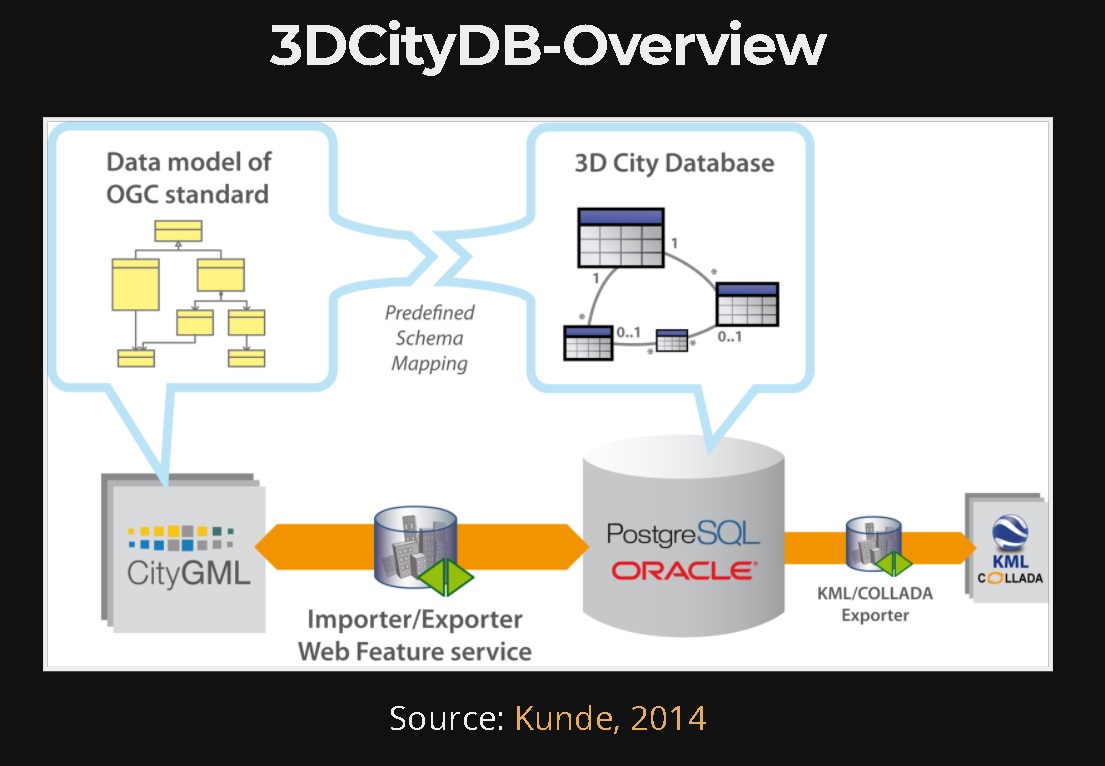 3DCityDB-Overview
Data model of
OGC standard
3D City Database
1
1
*
*
0..1
*
*
0..1
Predefined
Schema
Mapping
CityGML
Importer/Exporter
Web Feature service
PostgreSQL
ORACLE®
KML/COLLADA
Exporter
KML
COLLADA
Source: Kunde, 2014